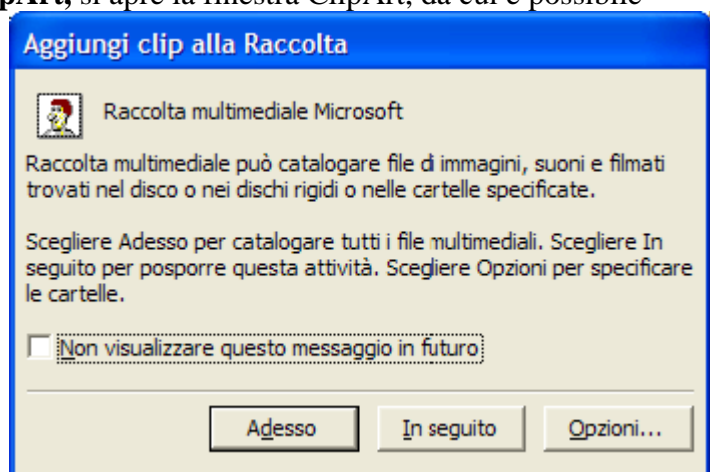 pArt, si apre la finestra ClipArt, da cui è possibile
Aggiungi clip alla Raccolta
Raccolta multimediale Microsoft
Raccolta multimediale può catalogare file di immagini, suoni e filmati
trovati nel disco o nei dischi rigidi o nelle cartelle specificate.
Scegliere Adesso per catalogare tutti i file multimediali. Scegliere In
seguito per posporre questa attività. Scegliere Opzioni per specificare
le cartelle.
Non visualizzare questo messaggio in futuro
Adesso In seguito Opzioni...